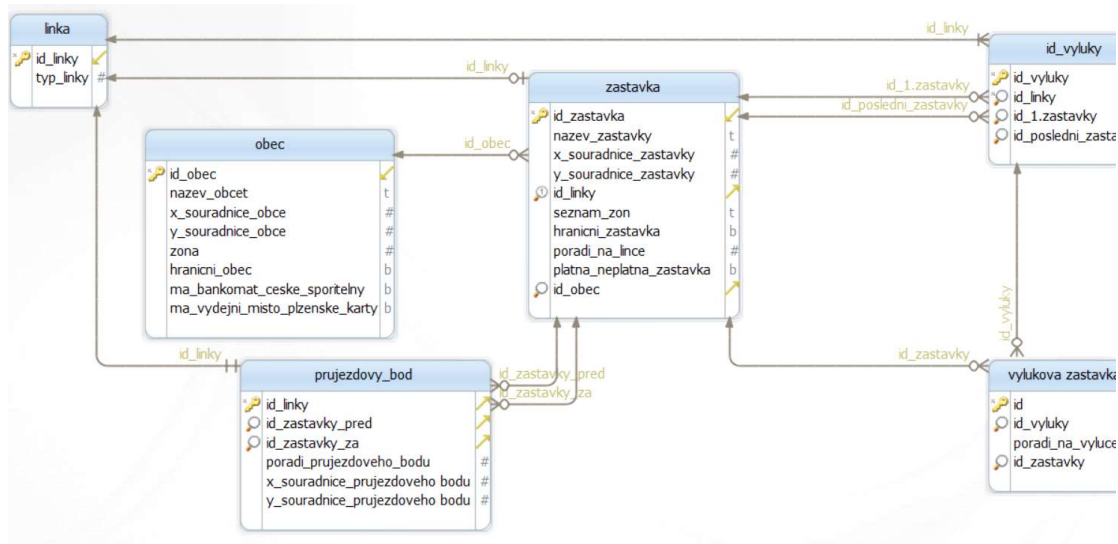 linka
id_linky
typ_linky #
id_linky
id_linky
obec
id_obec
nazev_obcet t
x_souradnice_obce #
y_souradnice_obce #
zona #
hranicni_obec b
ma_bankomat_ceske_sporitelny b
ma_vydejni_misto_plzenske_karty b
id_obec
zastavka
id_zastavka
nazev_zastavky t
x_souradnice_zastavky #
y_souradnice_zastavky #
id_linky
seznam_zon t
hranicni_zastavka b
poradi_na_lince #
platna_neplatna_zastavka b
id_obec
id_1.zastavky
id_posledni_zastavky
id_vyluky
id_vyluky
id_linky
id_1.zastavky
id_posledni_zasta
id_linky
prujezdovy_bod
id_linky
id_zastavky_pred
id_zastavky_za
poradi_prujezdoveho_bodu #
x_souradnice_prujezdoveho bodu #
y_souradnice_prujezdoveho bodu #
id_zastavky_pred
id_zastavky_za
id_zastavky
id_vyluky
vylukova zastavka
id
id_vyluky
poradi_na_vyluce
id_zastavky